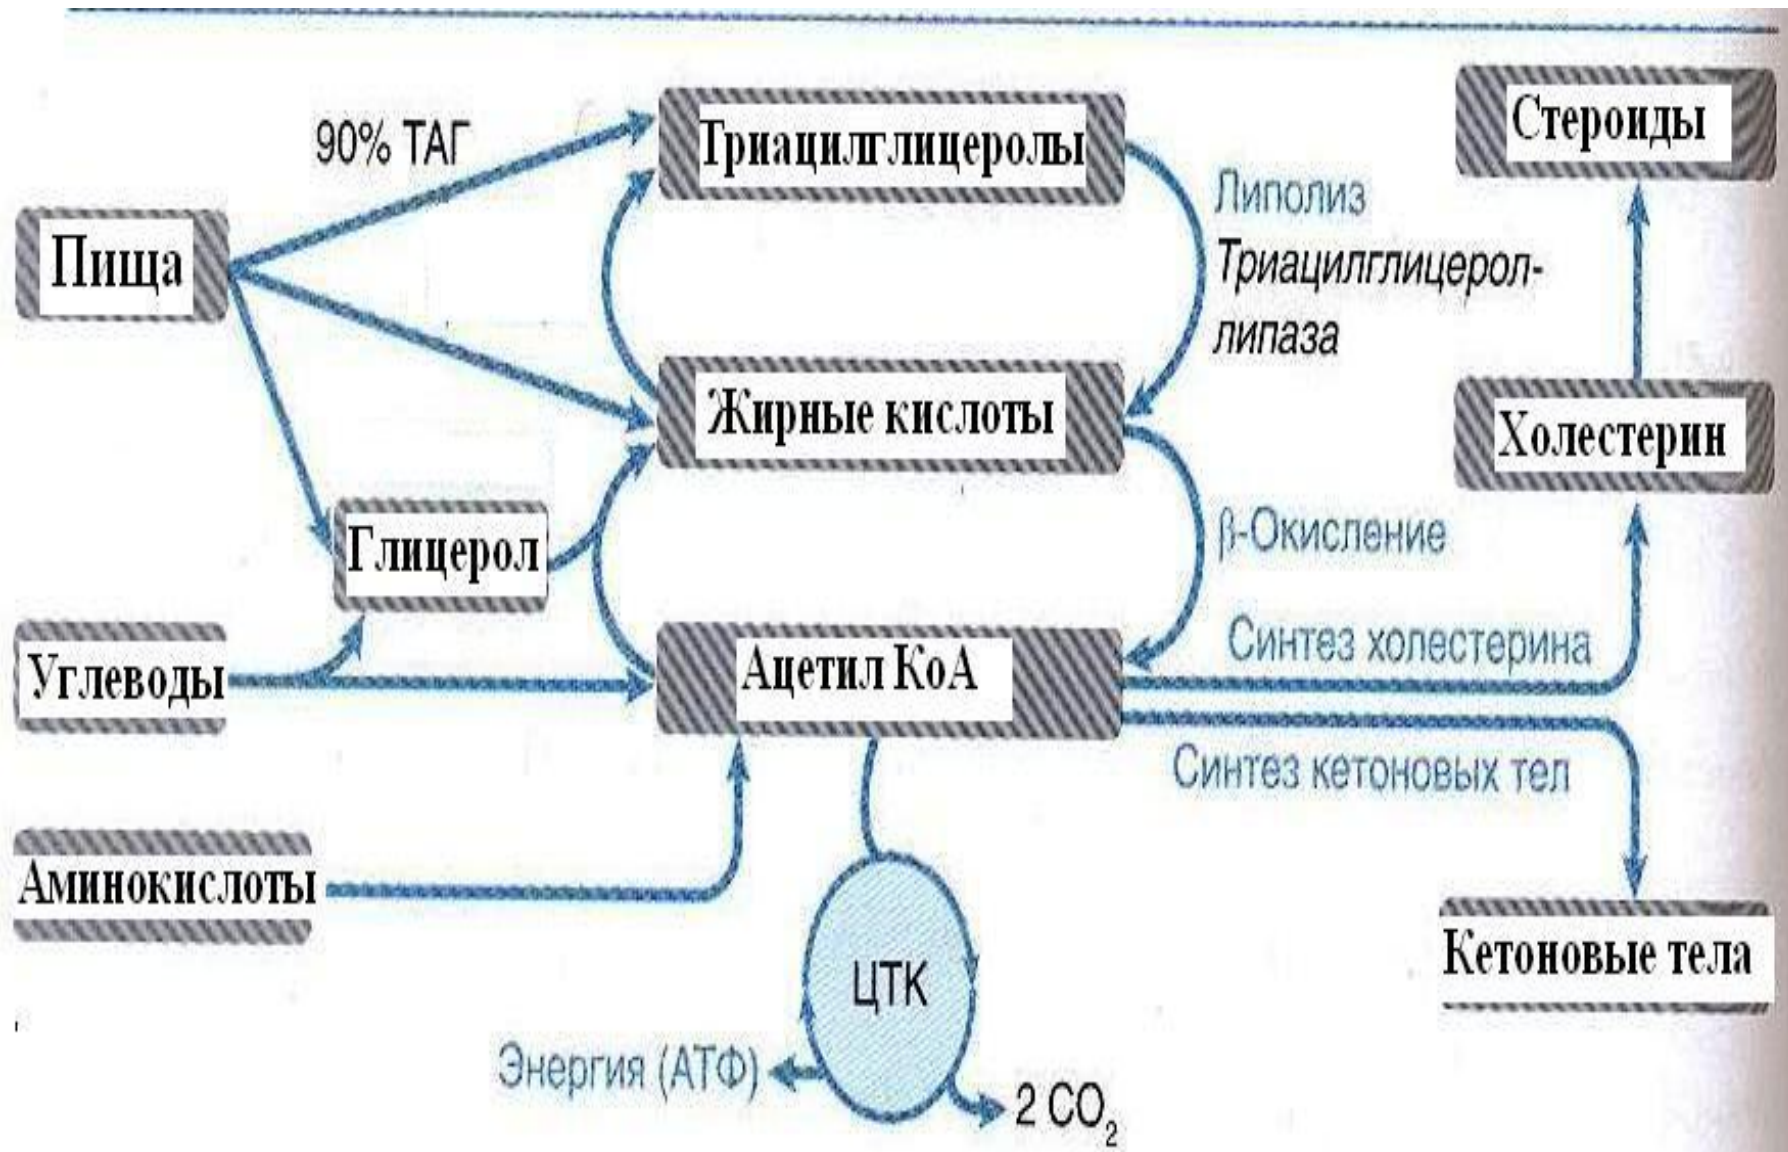 90% ТАГ
Триацилглицеролы
Стероиды
Пища
Липолиз
Триацилглицерол-
липаза
Жирные кислоты
Холестерин
Глицерол
β-Окисление
Углеводы
Ацетил КоА
Синтез холестерина
Синтез кетоновых тел
Аминокислоты
ЦТК
Кетоновые тела
Энергия (АТФ)
2 CO₂